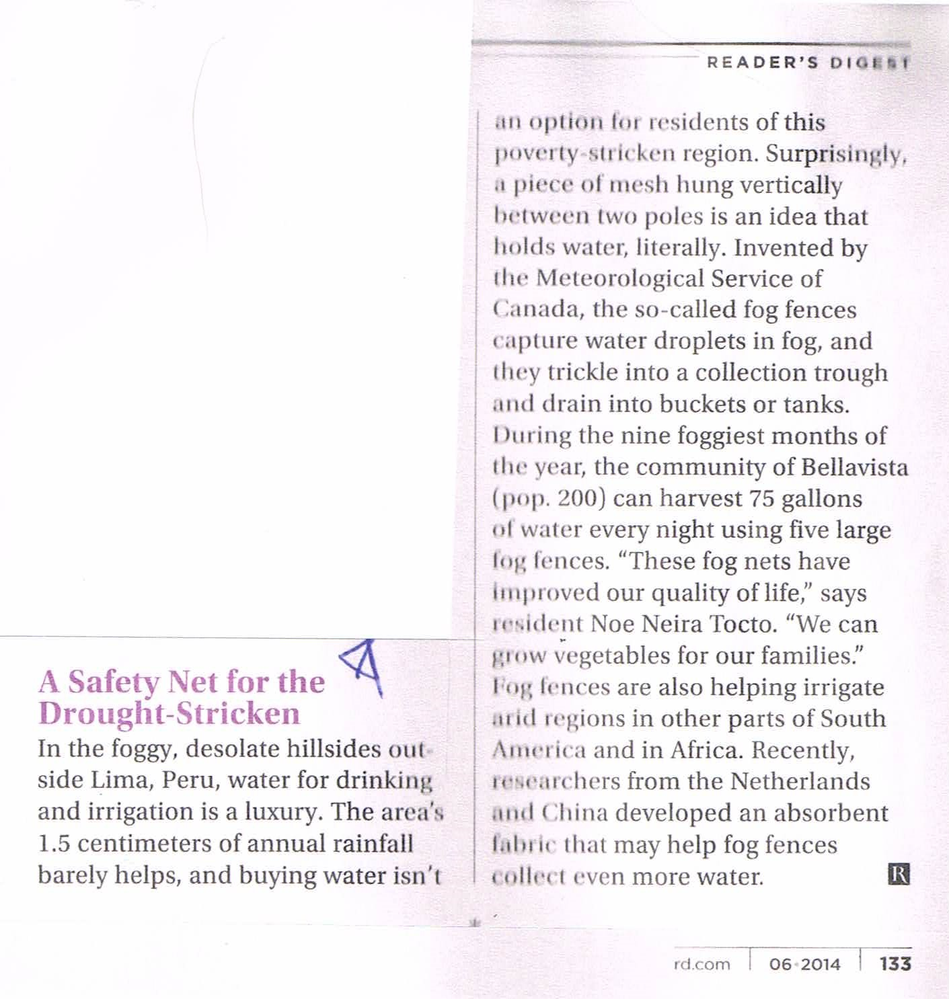 READER'S DIGEST
A Safety Net for the
Drought-Stricken
In the foggy, desolate hillsides out-
side Lima, Peru, water for drinking
and irrigation is a luxury. The area's
1.5 centimeters of annual rainfall
barely helps, and buying water isn't
an option for residents of this
poverty-stricken region. Surprisingly,
a piece of mesh hung vertically
between two poles is an idea that
holds water, literally. Invented by
the Meteorological Service of
Canada, the so-called fog fences
capture water droplets in fog, and
they trickle into a collection trough
and drain into buckets or tanks.
During the nine foggiest months of
the year, the community of Bellavista
(pop. 200) can harvest 75 gallons
of water every night using five large
fog fences. “These fog nets have
improved our quality of life,” says
resident Noe Neira Tocto. “We can
grow vegetables for our families.”
Fog fences are also helping irrigate
arid regions in other parts of South
America and in Africa. Recently,
researchers from the Netherlands
and China developed an absorbent
fabric that may help fog fences
collect even more water.
R
rd.com | 06·2014 | 133